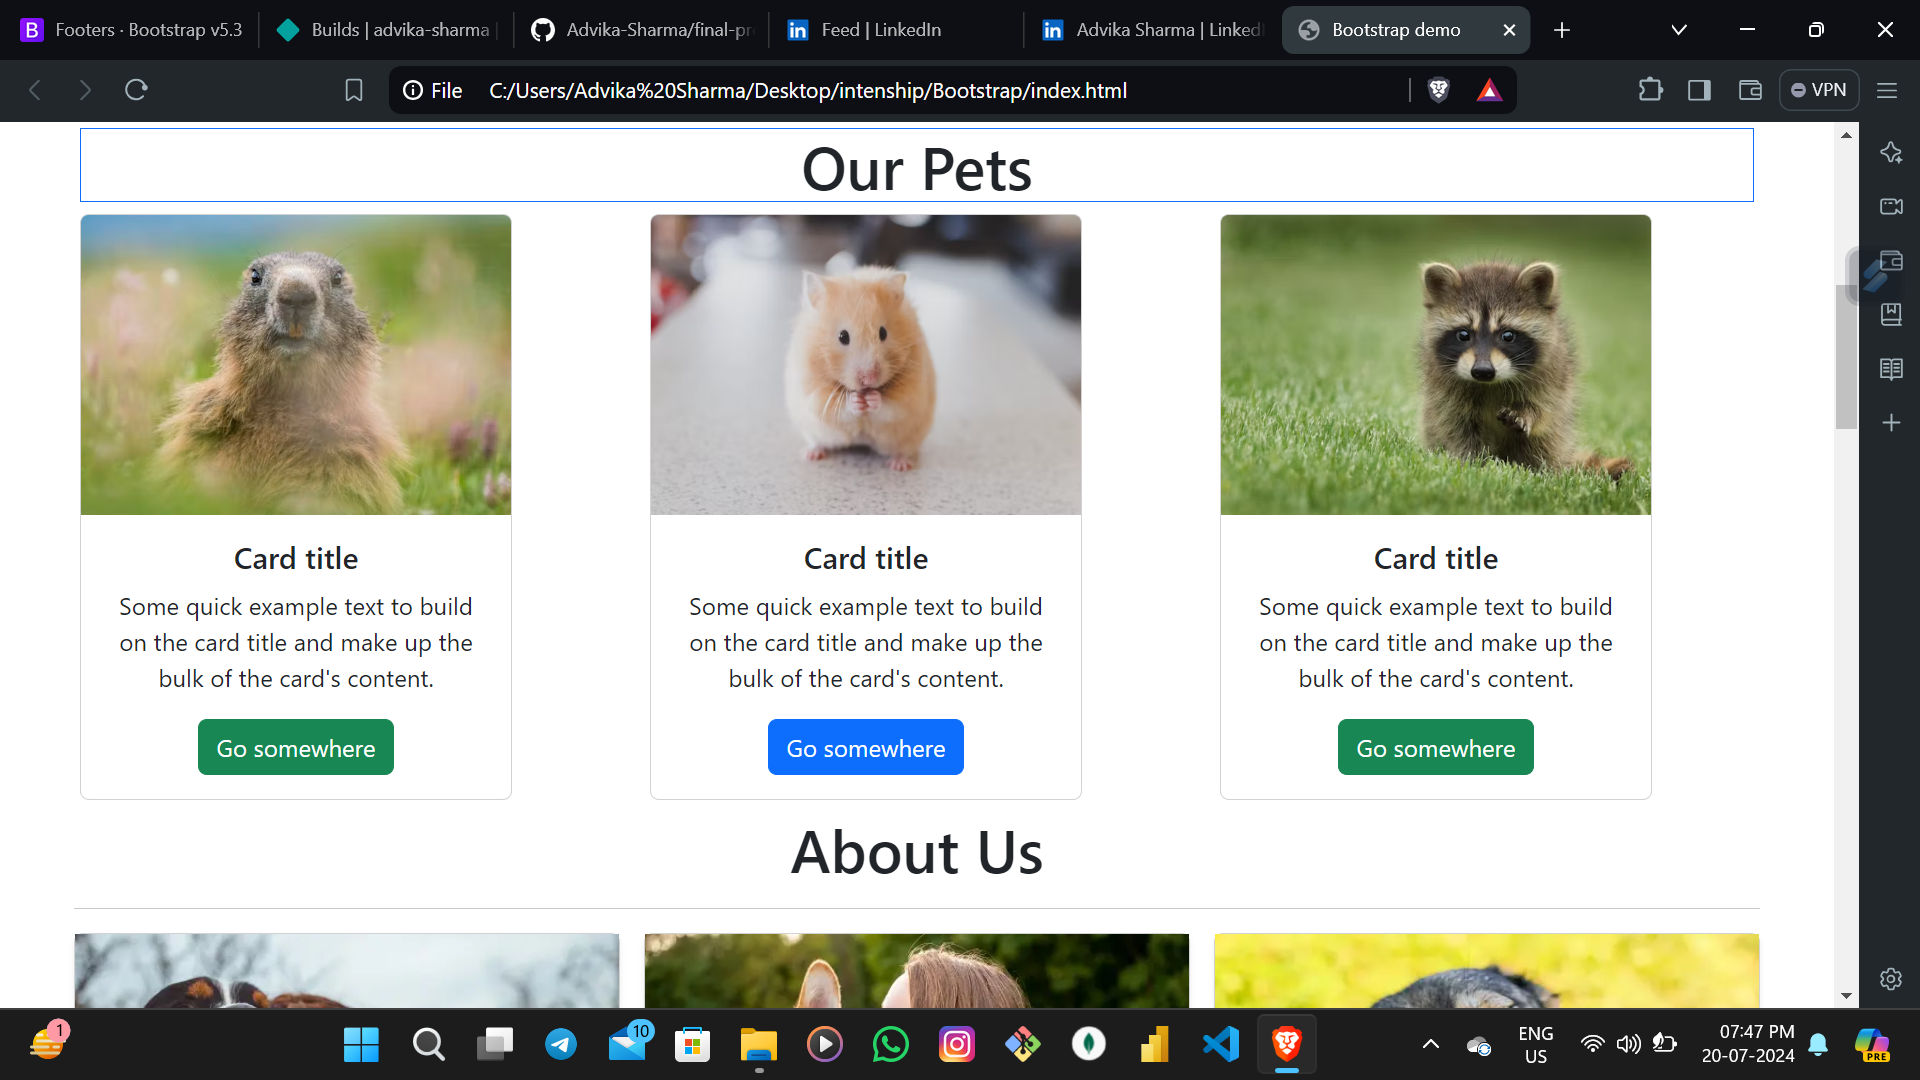 B Footers · Bootstrap v5.3
Builds | advika-sharma |
Advika-Sharma/final-pr
in Feed | LinkedIn
in Advika Sharma | Linked
Bootstrap demo
File C:/Users/Advika%20Sharma/Desktop/intenship/Bootstrap/index.html
VPN
Our Pets
Card title
Some quick example text to build
on the card title and make up the
bulk of the card's content.
Go somewhere
Card title
Some quick example text to build
on the card title and make up the
bulk of the card's content.
Go somewhere
Card title
Some quick example text to build
on the card title and make up the
bulk of the card's content.
Go somewhere
About Us
1
10
ENG
US
07:47 PM
20-07-2024
PRE